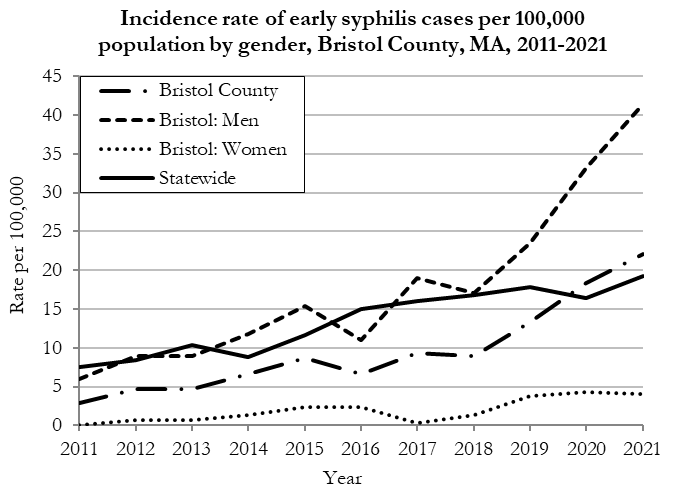 Incidence rate of early syphilis cases per 100,000
population by gender, Bristol County, MA, 2011-2021
45
40
35
30
25
20
15
10
5
0
Rate per 100,000
Bristol County
Bristol: Men
Bristol: Women
Statewide
2011 2012 2013 2014 2015 2016 2017 2018 2019 2020 2021
Year